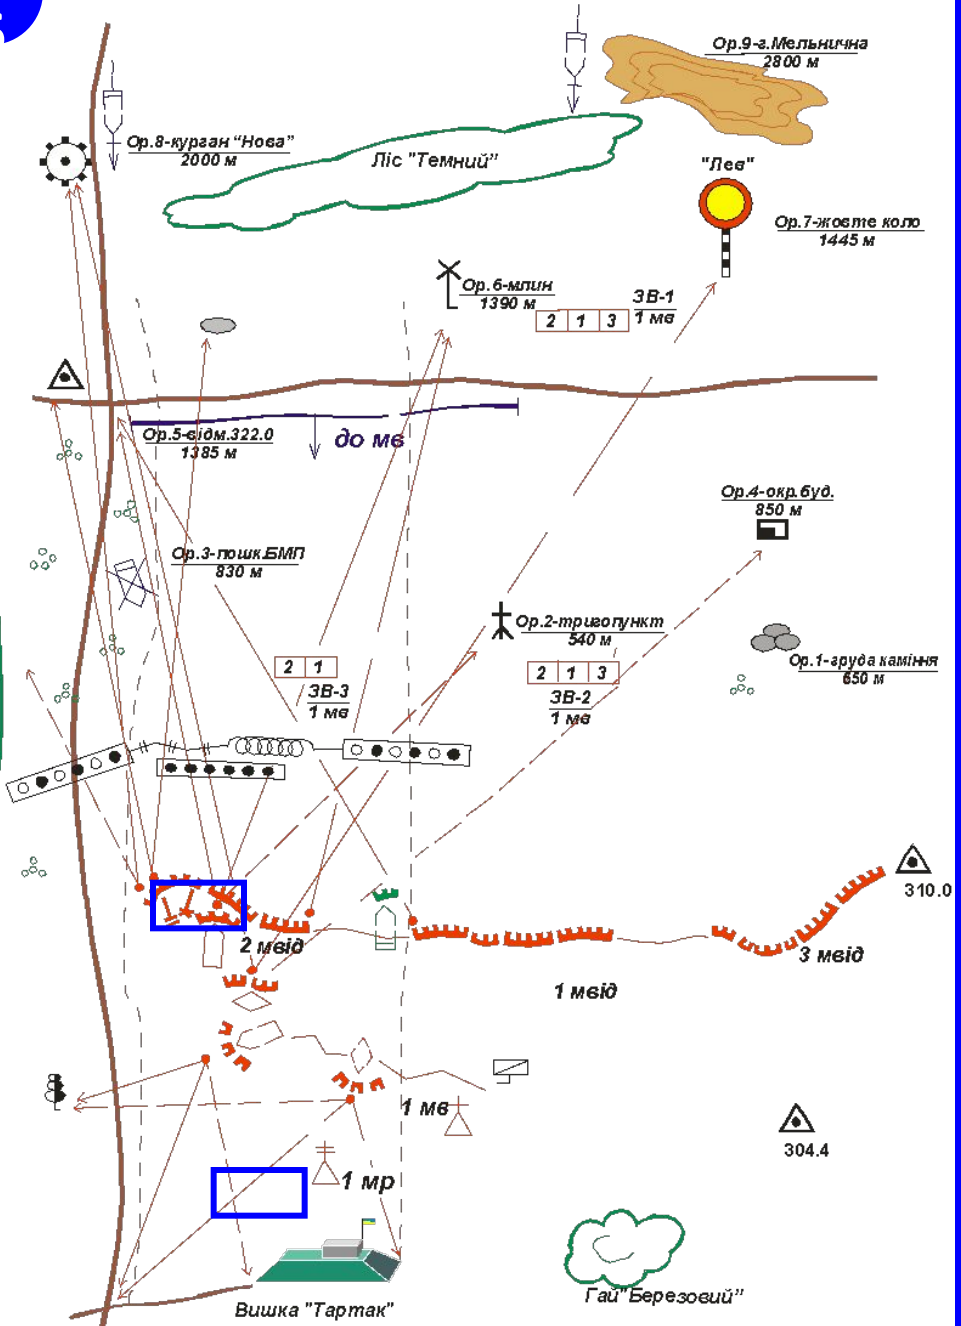 Ор.9-г.Мельнична
2800 м
Ор.8-курган "Нова"
2000 м
Ліс "Темний"
"Лев"
Ор.7-жовте коло
1445 м
Ор.6-млин
1390 м
ЗВ-1
1 мв
2 1 3
Ор.5-відм.322.0
1385 м
до мв
Ор.4-окр.буд.
850 м
Ор.3-пошк.БМП
830 м
Ор.2-тригопункт
540 м
Ор.1-груда каміння
650 м
2 1
ЗВ-3
1 мв
2 1 3
ЗВ-2
1 мв
310.0
2 мвід
3 мвід
1 мвід
1 мв
304.4
1 мр
Гай"Березовий"
Вишка "Тартак"